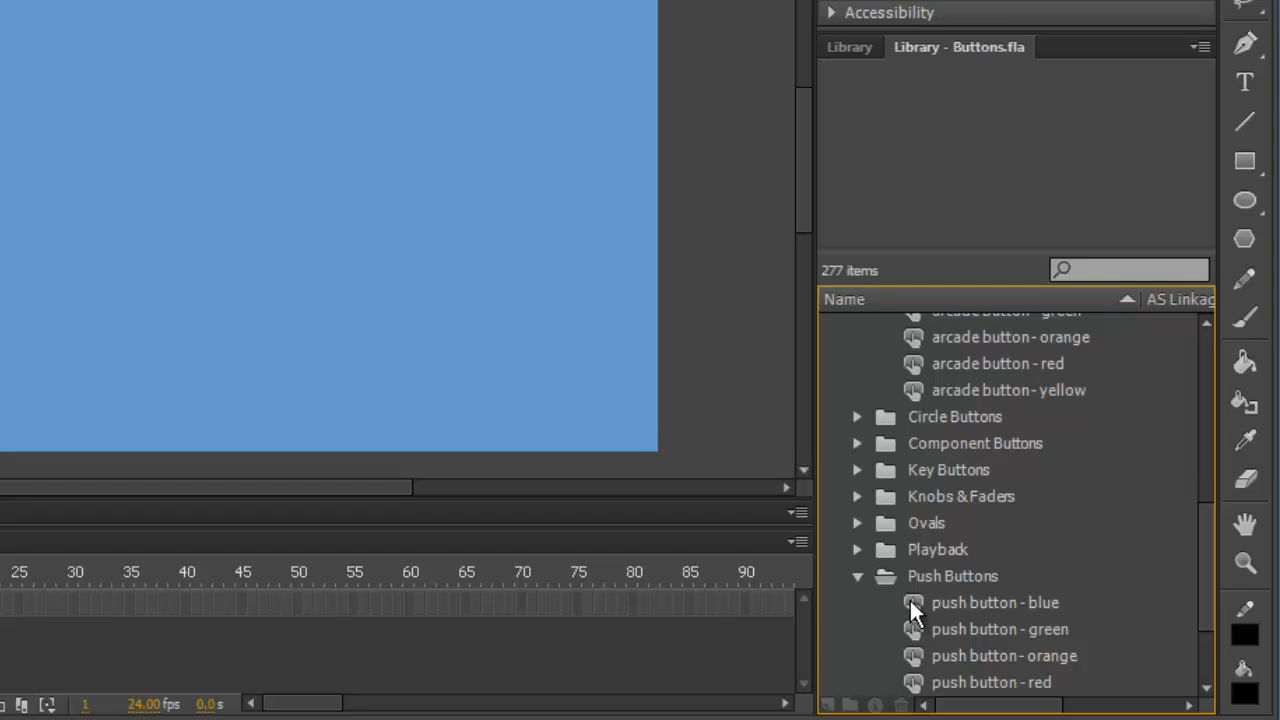 Accessibility
Library
Library - Buttons.fla
T
277 items
Name
AS Linkag
arcade button - green
arcade button - orange
arcade button - red
arcade button - yellow
Circle Buttons
Component Buttons
Key Buttons
Knobs & Faders
Ovals
Playback
Push Buttons
push button - blue
push button - green
push button - orange
push button - red
25 30 35 40 45 50 55 60 65 70 75 80 85 90
1 24.00 fps 0.0 s